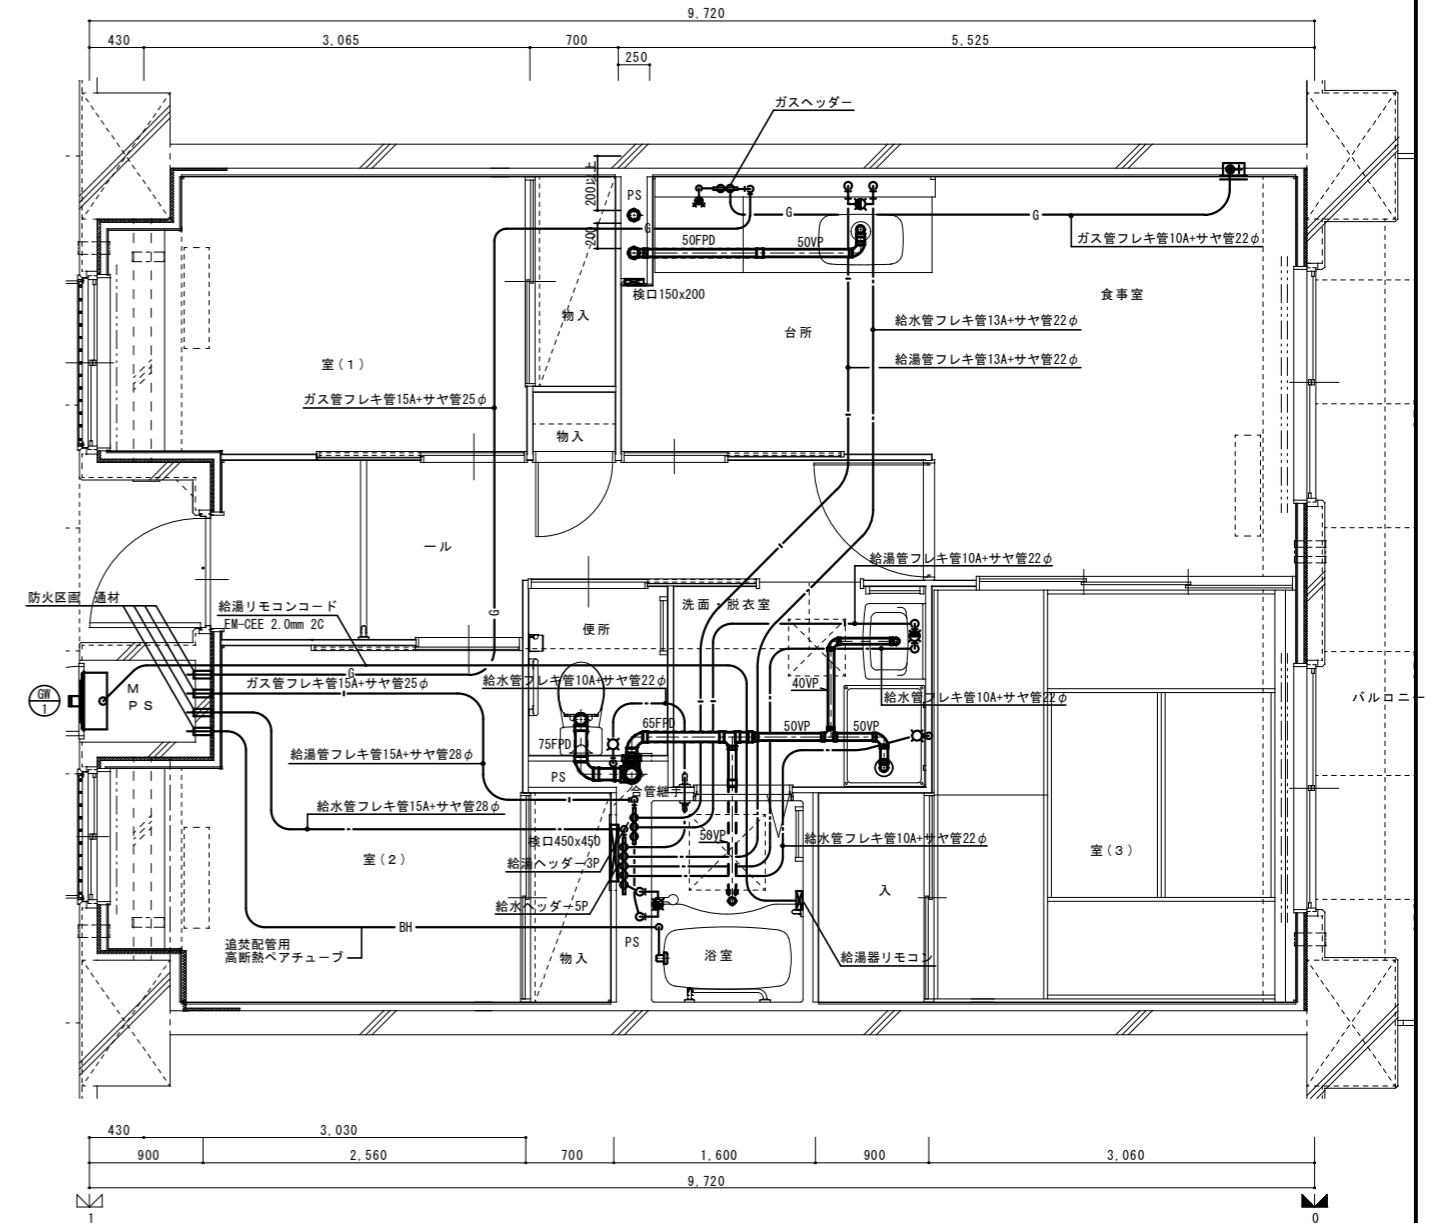 9,720
430
3,065
700
5,525
250
ガスヘッダー
200以上
PS
G
G
G
200
50FPD
50VP
ガス管フレキ管10A+サヤ管22φ
検口150x200
食事室
物入
給水管フレキ管13A+サヤ管22φ
台所
室(1)
給湯管フレキ管13A+サヤ管22φ
ガス管フレキ管15A+サヤ管25φ
物入
ール
給湯管フレキ管10A+サヤ管22φ
防火区画 通材
給湯リモコンコード
EM-CEE 2.0mm 2C
G
洗面・脱衣室
便所
G
ガス管フレキ管15A+サヤ管25φ
給水管フレキ管10A+サヤ管22φ
GW
1
M
PS
40VP
給水管フレキ管10A+サヤ管22φ
バルコニー
65FPD
50VP
50VP
75FPD
給湯管フレキ管15A+サヤ管28φ
PS
合管継手
給水管フレキ管15A+サヤ管28φ
検口450x450
50VP
給水管フレキ管10A+サヤ管22φ
室(2)
給湯ヘッダー3P
室(3)
入
給水ヘッダー5P
BH
追焚配管用
高断熱ペアチューブ
PS
物入
浴室
給湯器リモコン
430
3,030
900
2,560
700
1,600
900
3,060
9,720
1
0